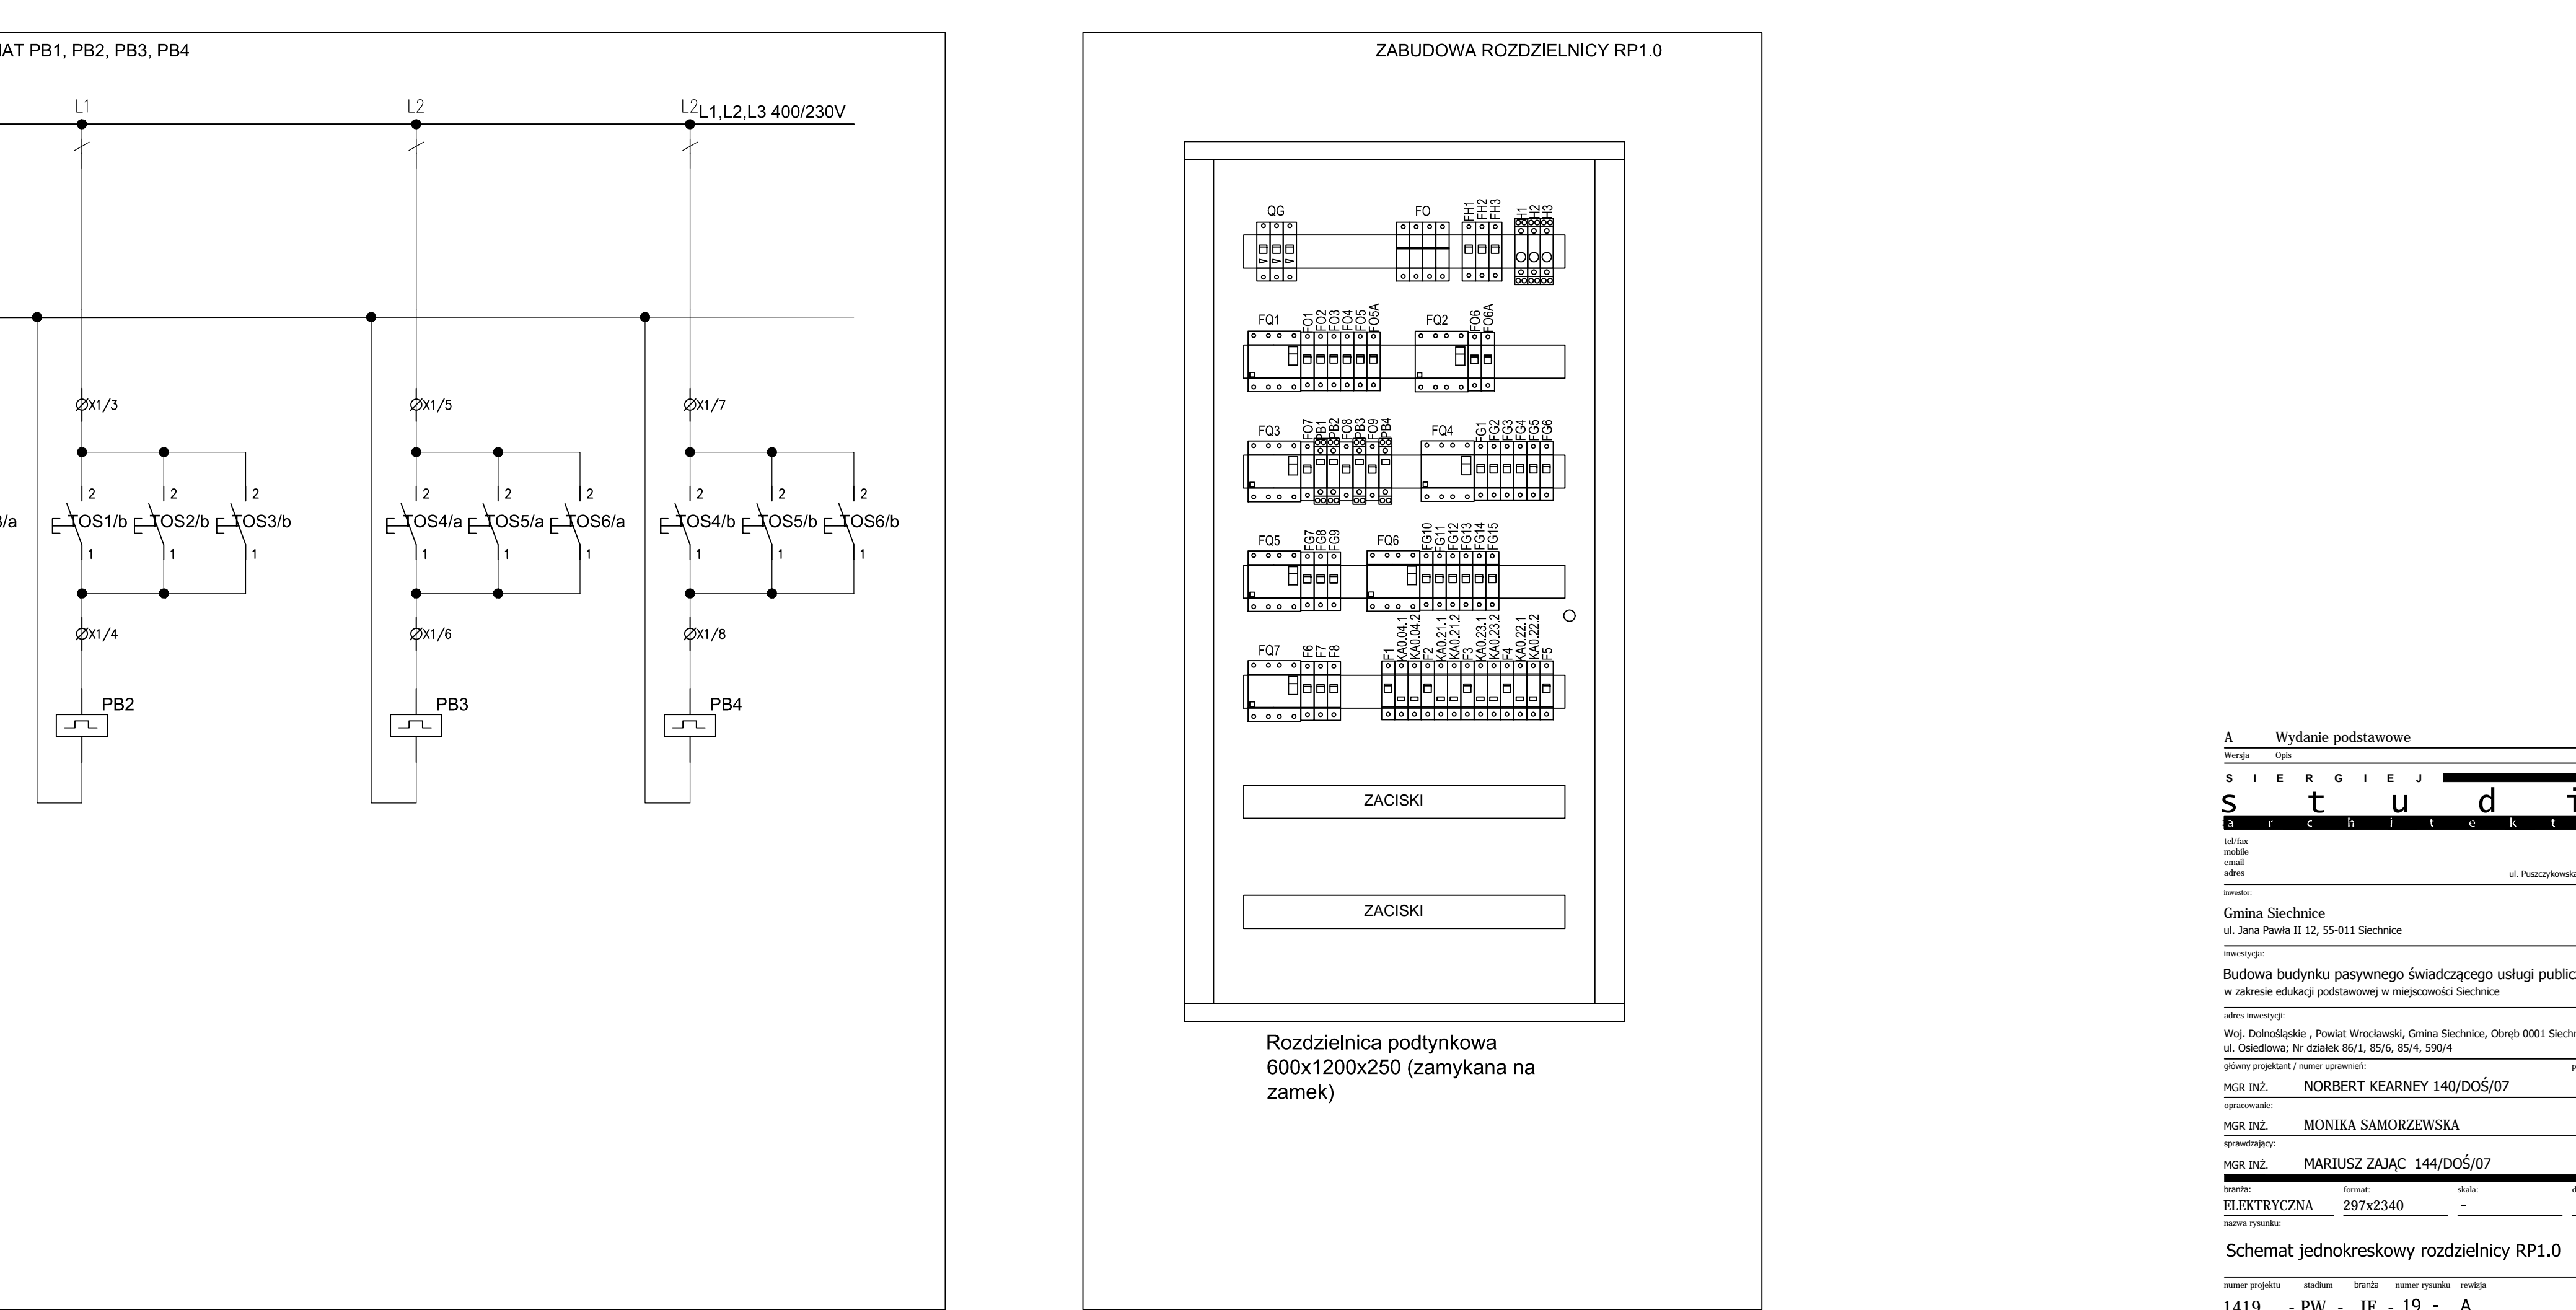 AT PB1, PB2, PB3, PB4
L1
L2
L2
L1,L2,L3 400/230V
X1/3
X1/5
X1/7
2
2
2
2
2
2
2
2
2
/a
TOS1/b
TOS2/b
TOS3/b
TOS4/a
TOS5/a
TOS6/a
TOS4/b
TOS5/b
TOS6/b
1
1
1
1
1
1
1
1
1
X1/4
X1/6
X1/8
PB2
PB3
PB4
ZABUDOWA ROZDZIELNICY RP1.0
QG
FO
FH1
FH2
FH3
H1
H2
H3
FQ1
FO1
FO2
FO3
FO4
FO5
FO5A
FQ2
FO6
FO6A
FQ3
FO7
PB1
PB2
FO8
PB3
FO9
PB4
FQ4
FG1
FG2
FG3
FG4
FG5
FG6
FQ5
FG7
FG8
FG9
FQ6
FG10
FG11
FG12
FG13
FG14
FG15
FQ7
F6
F7
F8
F1
KA0.04.1
KA0.04.2
F2
KA0.21.1
KA0.21.2
F3
KA0.23.1
KA0.23.2
F4
KA0.22.1
KA0.22.2
F5
ZACISKI
ZACISKI
Rozdzielnica podtynkowa
600x1200x250 (zamykana na
zamek)
A Wydanie podstawowe
Wersja Opis
S I E R G I E J
s t u d i
a r c h i t e k t
tel/fax
mobile
email
adres ul. Puszczykowska
inwestor:
Gmina Siechnice
ul. Jana Pawła II 12, 55-011 Siechnice
inwestycja:
Budowa budynku pasywnego świadczącego usługi public
w zakresie edukacji podstawowej w miejscowości Siechnice
adres inwestycji:
Woj. Dolnośląskie , Powiat Wrocławski, Gmina Siechnice, Obręb 0001 Siechn
ul. Osiedlowa; Nr działek 86/1, 85/6, 85/4, 590/4
główny projektant / numer uprawnień: p
MGR INŻ. NORBERT KEARNEY 140/DOŚ/07
opracowanie:
MGR INŻ. MONIKA SAMORZEWSKA
sprawdzający:
MGR INŻ. MARIUSZ ZAJĄC 144/DOŚ/07
branża: format: skala: d
ELEKTRYCZNA 297x2340 -
nazwa rysunku:
Schemat jednokreskowy rozdzielnicy RP1.0
numer projektu stadium branża numer rysunku rewizja
1419 - PW - IE - 19 - A